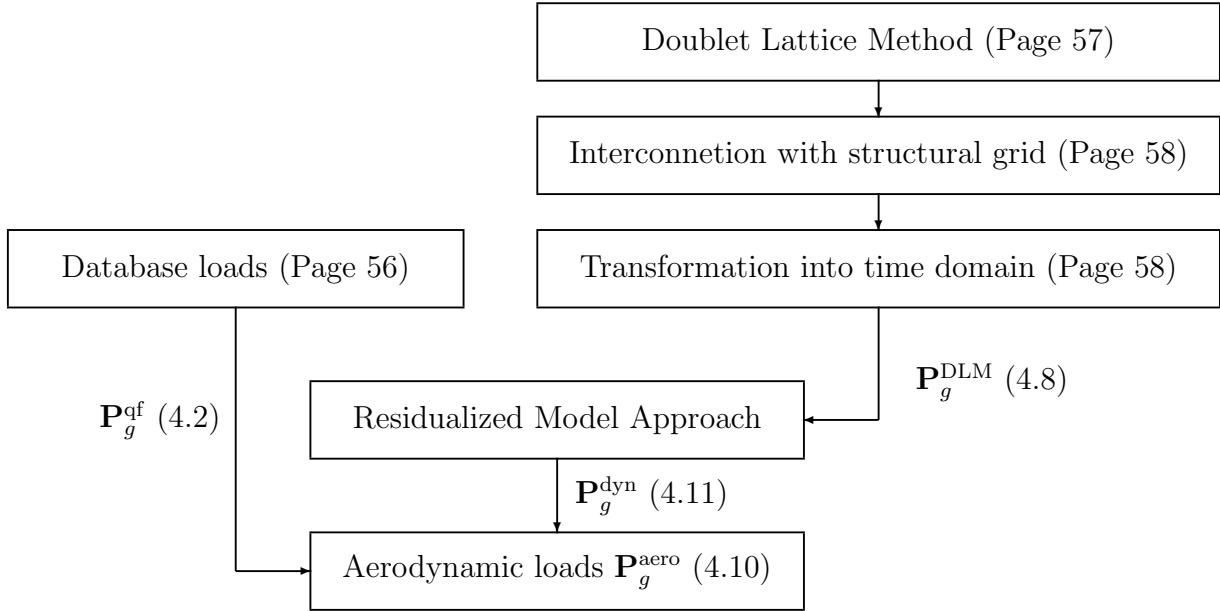 Doublet Lattice Method (Page 57)
Interconnetion with structural grid (Page 58)
Database loads (Page 56)
Transformation into time domain (Page 58)
P_g^DLM (4.8)
P_g^qf (4.2)
Residualized Model Approach
P_g^dyn (4.11)
Aerodynamic loads P_g^aero (4.10)